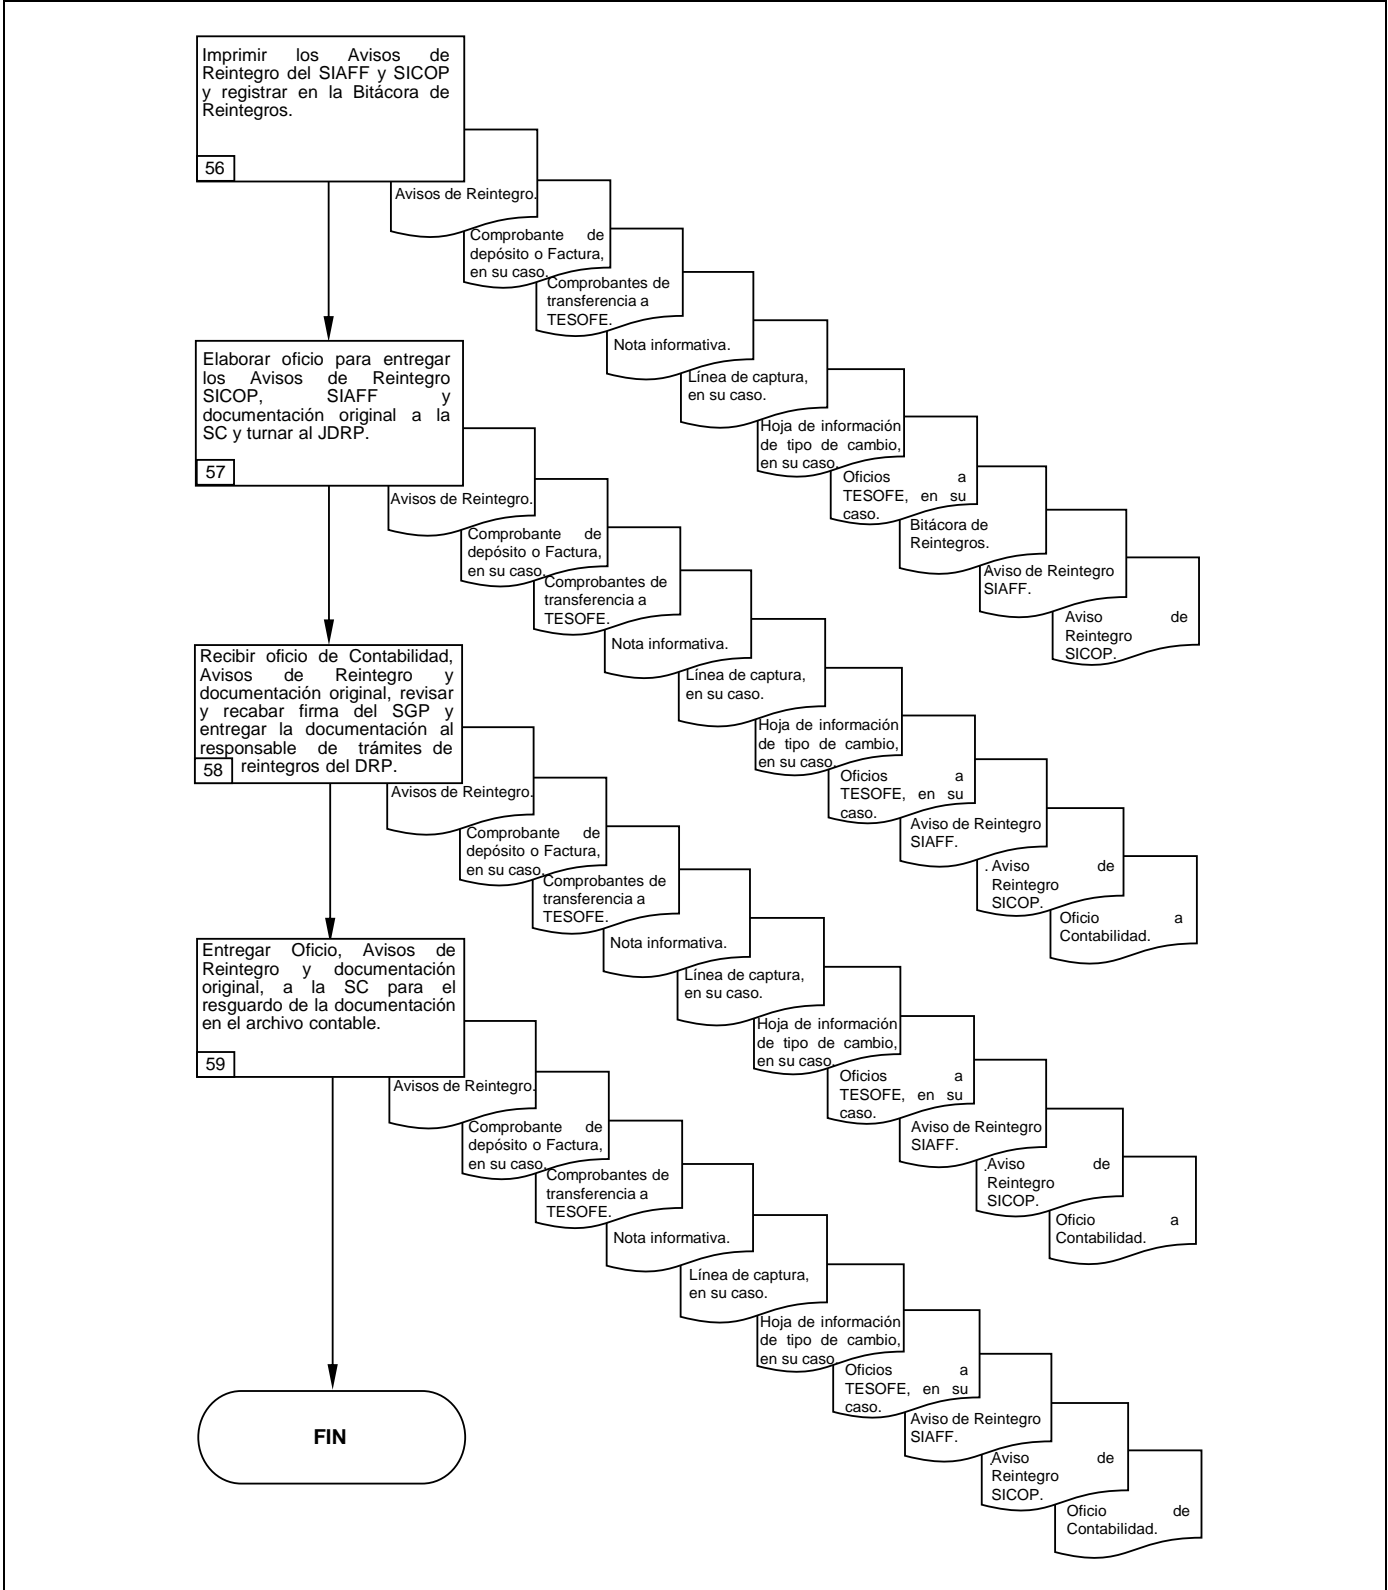 Imprimir los Avisos de
Reintegro del SIAFF y SICOP
y registrar en la Bitácora de
Reintegros.
56
Avisos de Reintegro.
Comprobante de
depósito o Factura,
en su caso.
Comprobantes de
transferencia a
TESOFE.
Nota informativa.
Línea de captura,
en su caso.
Hoja de información
de tipo de cambio,
en su caso.
Oficios a
TESOFE, en su
caso.
Bitácora de
Reintegros.
Aviso de Reintegro
SIAFF.
Aviso de
Reintegro
SICOP.
Elaborar oficio para entregar
los Avisos de Reintegro
SICOP, SIAFF y
documentación original a la
SC y turnar al JDRP.
57
Avisos de Reintegro.
Comprobante de
depósito o Factura,
en su caso.
Comprobantes de
transferencia a
TESOFE.
Nota informativa.
Línea de captura,
en su caso.
Hoja de información
de tipo de cambio,
en su caso.
Oficios a
TESOFE, en su
caso.
Aviso de Reintegro
SIAFF.
. Aviso de
Reintegro
SICOP.
Oficio a
Contabilidad.
Recibir oficio de Contabilidad,
Avisos de Reintegro y
documentación original, revisar
y recabar firma del SGP y
entregar la documentación al
responsable de trámites de
reintegros del DRP.
58
Avisos de Reintegro.
Comprobante de
depósito o Factura,
en su caso.
Comprobantes de
transferencia a
TESOFE.
Nota informativa.
Línea de captura,
en su caso.
Hoja de información
de tipo de cambio,
en su caso.
Oficios a
TESOFE, en su
caso.
Aviso de Reintegro
SIAFF.
.Aviso de
Reintegro
SICOP.
Oficio a
Contabilidad.
Entregar Oficio, Avisos de
Reintegro y documentación
original, a la SC para el
resguardo de la documentación
en el archivo contable.
59
Avisos de Reintegro.
Comprobante de
depósito o Factura,
en su caso.
Comprobantes de
transferencia a
TESOFE.
Nota informativa.
Línea de captura,
en su caso.
Hoja de información
de tipo de cambio,
en su caso.
Oficios a
TESOFE, en su
caso.
Aviso de Reintegro
SIAFF.
.Aviso de
Reintegro
SICOP.
Oficio de
Contabilidad.
FIN